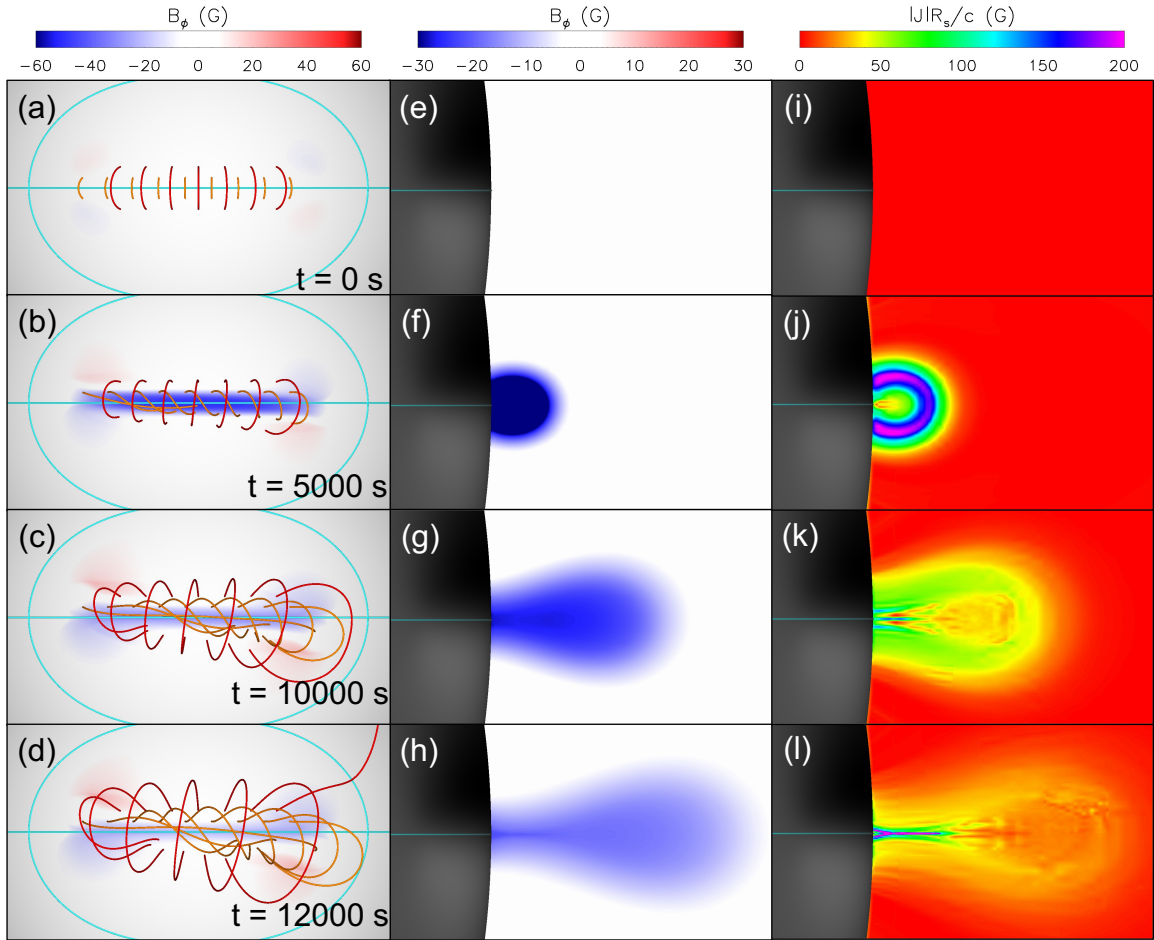 B_ϕ (G)
B_ϕ (G)
|J|R_s/c (G)
−60 −40 −20 0 20 40 60
−30 −20 −10 0 10 20 30
0 50 100 150 200
(a)
(e)
(i)
t = 0 s
(b)
(f)
(j)
t = 5000 s
(c)
(g)
(k)
t = 10000 s
(d)
(h)
(l)
t = 12000 s